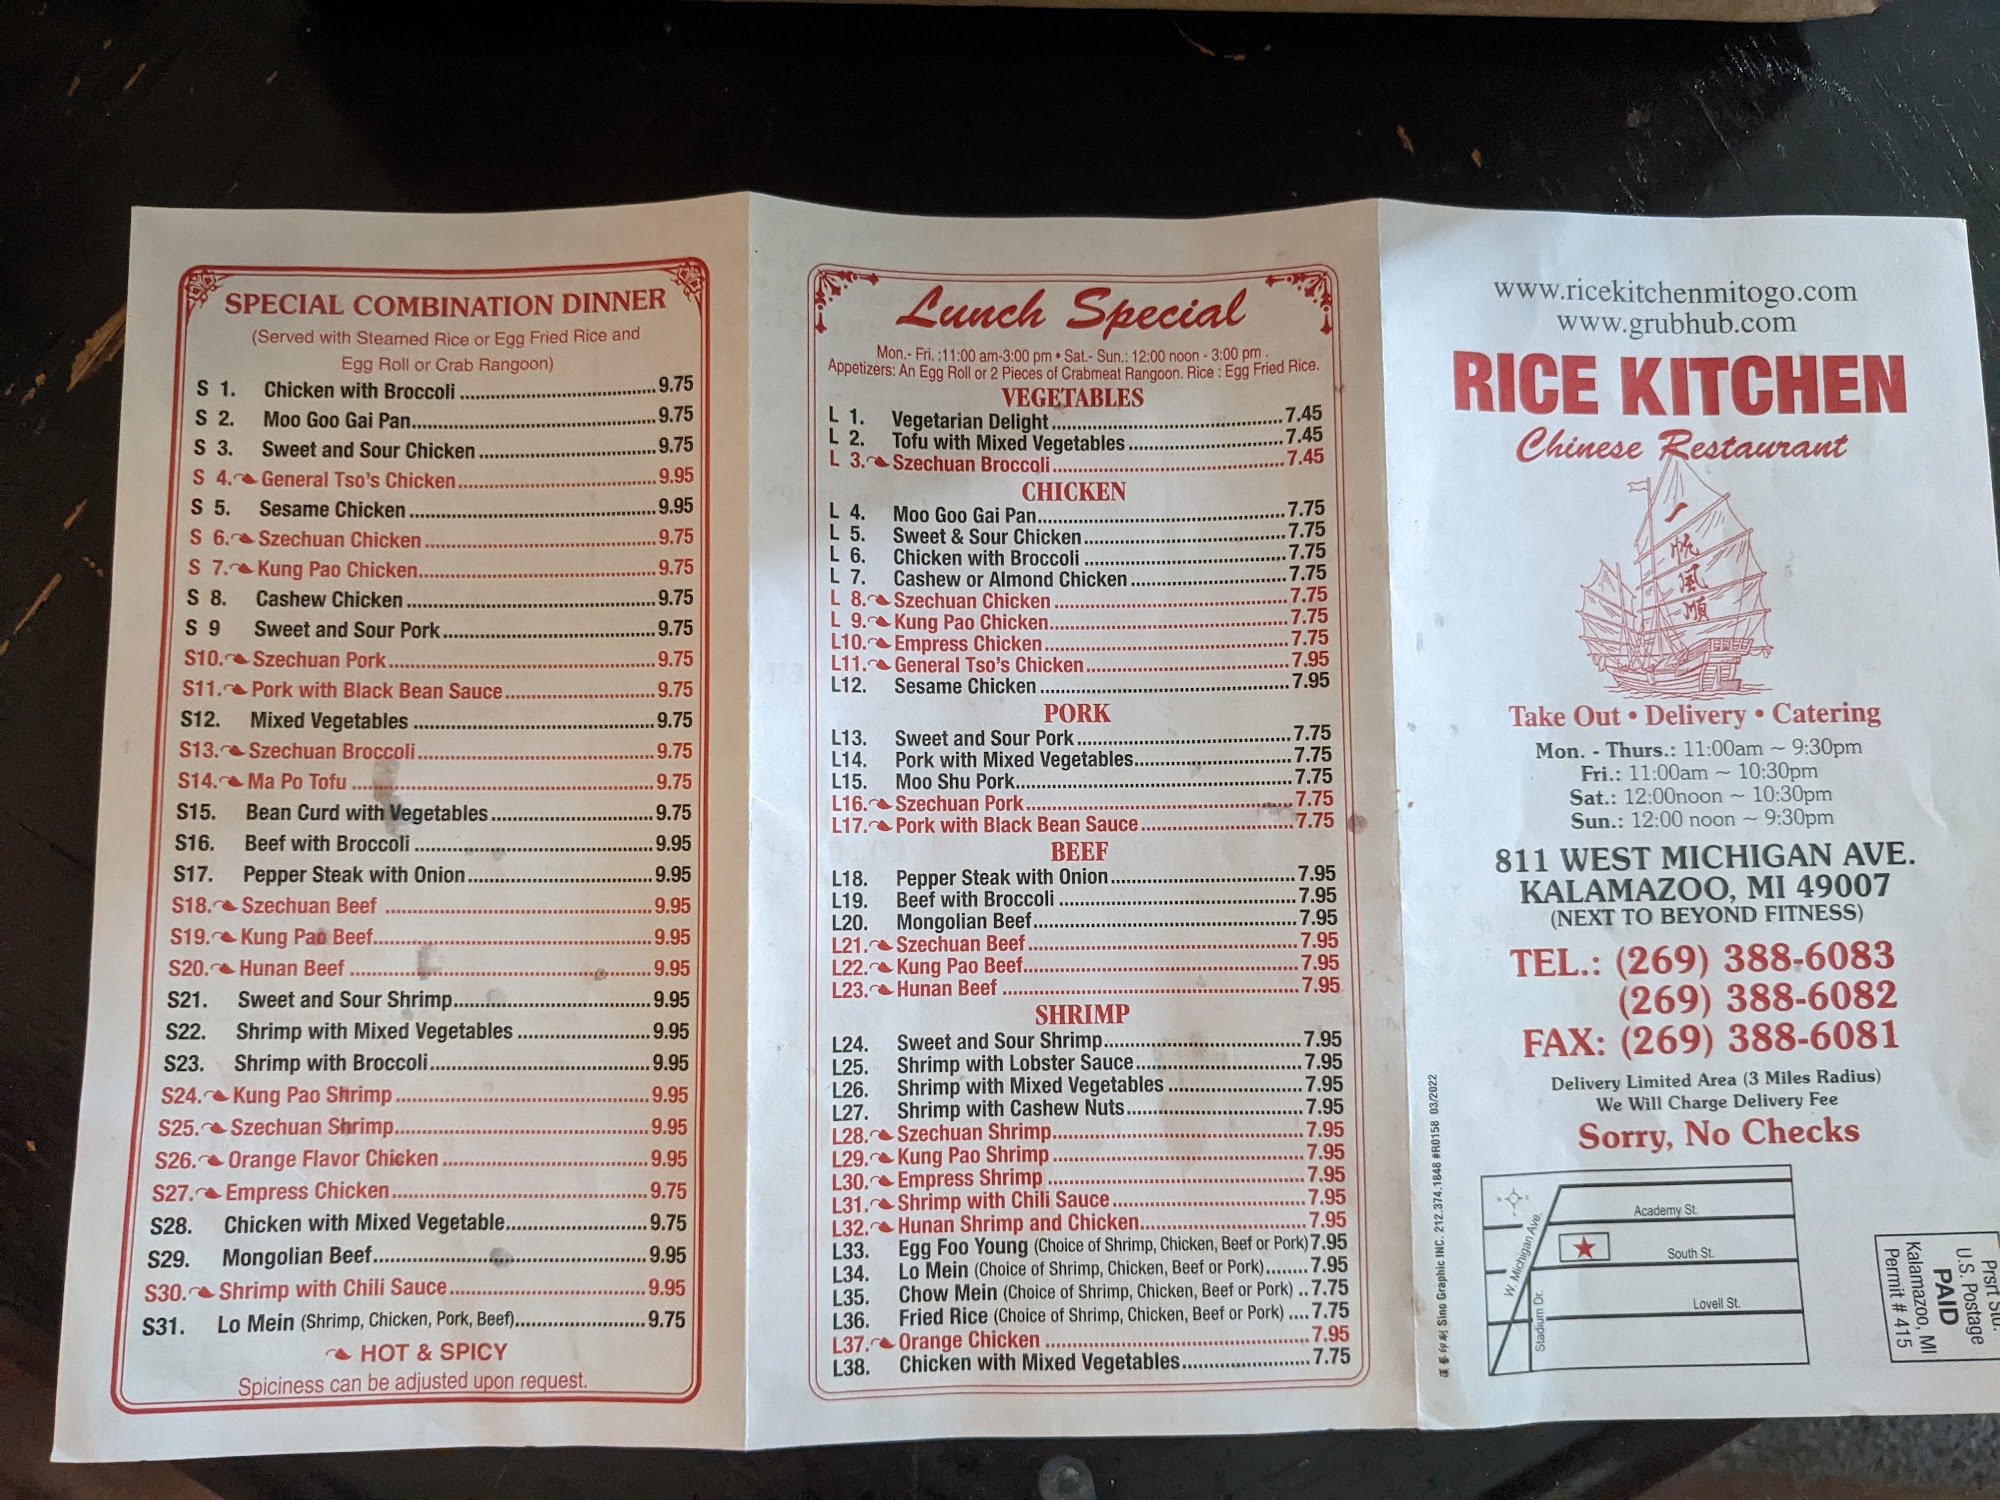 SPECIAL COMBINATION DINNER
(Served with Steamed Rice or Egg Fried Rice and
Egg Roll or Crab Rangoon)
S 1. Chicken with Broccoli 9.75
S 2. Moo Goo Gai Pan 9.75
S 3. Sweet and Sour Chicken 9.75
S 4. General Tso's Chicken 9.95
S 5. Sesame Chicken 9.95
S 6. Szechuan Chicken 9.75
S 7. Kung Pao Chicken 9.75
S 8. Cashew Chicken 9.75
S 9 Sweet and Sour Pork 9.75
S10. Szechuan Pork 9.75
S11. Pork with Black Bean Sauce 9.75
S12. Mixed Vegetables 9.75
S13. Szechuan Broccoli 9.75
S14. Ma Po Tofu 9.75
S15. Bean Curd with Vegetables 9.75
S16. Beef with Broccoli 9.95
S17. Pepper Steak with Onion 9.95
S18. Szechuan Beef 9.95
S19. Kung Pao Beef 9.95
S20. Hunan Beef 9.95
S21. Sweet and Sour Shrimp 9.95
S22. Shrimp with Mixed Vegetables 9.95
S23. Shrimp with Broccoli 9.95
S24. Kung Pao Shrimp 9.95
S25. Szechuan Shrimp 9.95
S26. Orange Flavor Chicken 9.95
S27. Empress Chicken 9.75
S28. Chicken with Mixed Vegetable 9.75
S29. Mongolian Beef 9.95
S30. Shrimp with Chili Sauce 9.95
S31. Lo Mein (Shrimp, Chicken, Pork, Beef) 9.75
HOT & SPICY
Spiciness can be adjusted upon request.
Lunch Special
Mon.- Fri. :11:00 am-3:00 pm • Sat.- Sun.: 12:00 noon - 3:00 pm .
Appetizers: An Egg Roll or 2 Pieces of Crabmeat Rangoon. Rice : Egg Fried Rice.
VEGETABLES
L 1. Vegetarian Delight 7.45
L 2. Tofu with Mixed Vegetables 7.45
L 3. Szechuan Broccoli 7.45
CHICKEN
L 4. Moo Goo Gai Pan 7.75
L 5. Sweet & Sour Chicken 7.75
L 6. Chicken with Broccoli 7.75
L 7. Cashew or Almond Chicken 7.75
L 8. Szechuan Chicken 7.75
L 9. Kung Pao Chicken 7.75
L10. Empress Chicken 7.75
L11. General Tso's Chicken 7.95
L12. Sesame Chicken 7.95
PORK
L13. Sweet and Sour Pork 7.75
L14. Pork with Mixed Vegetables 7.75
L15. Moo Shu Pork 7.75
L16. Szechuan Pork 7.75
L17. Pork with Black Bean Sauce 7.75
BEEF
L18. Pepper Steak with Onion 7.95
L19. Beef with Broccoli 7.95
L20. Mongolian Beef 7.95
L21. Szechuan Beef 7.95
L22. Kung Pao Beef 7.95
L23. Hunan Beef 7.95
SHRIMP
L24. Sweet and Sour Shrimp 7.95
L25. Shrimp with Lobster Sauce 7.95
L26. Shrimp with Mixed Vegetables 7.95
L27. Shrimp with Cashew Nuts 7.95
L28. Szechuan Shrimp 7.95
L29. Kung Pao Shrimp 7.95
L30. Empress Shrimp 7.95
L31. Shrimp with Chili Sauce 7.95
L32. Hunan Shrimp and Chicken 7.95
L33. Egg Foo Young (Choice of Shrimp, Chicken, Beef or Pork) 7.95
L34. Lo Mein (Choice of Shrimp, Chicken, Beef or Pork) 7.95
L35. Chow Mein (Choice of Shrimp, Chicken, Beef or Pork) 7.75
L36. Fried Rice (Choice of Shrimp, Chicken, Beef or Pork) 7.75
L37. Orange Chicken 7.95
L38. Chicken with Mixed Vegetables 7.75
Sino Graphic INC. 212.374.1848 #R0158 03/2022
www.ricekitchenmitogo.com
www.grubhub.com
RICE KITCHEN
Chinese Restaurant
一帆風順
Take Out • Delivery • Catering
Mon. - Thurs.: 11:00am ~ 9:30pm
Fri.: 11:00am ~ 10:30pm
Sat.: 12:00noon ~ 10:30pm
Sun.: 12:00 noon ~ 9:30pm
811 WEST MICHIGAN AVE.
KALAMAZOO, MI 49007
(NEXT TO BEYOND FITNESS)
TEL.: (269) 388-6083
(269) 388-6082
FAX: (269) 388-6081
Delivery Limited Area (3 Miles Radius)
We Will Charge Delivery Fee
Sorry, No Checks
Academy St.
South St.
Lovell St.
W. Michigan Ave.
Stadium Dr.
Prsrt Std.
U.S. Postage
PAID
Kalamazoo, MI
Permit # 415